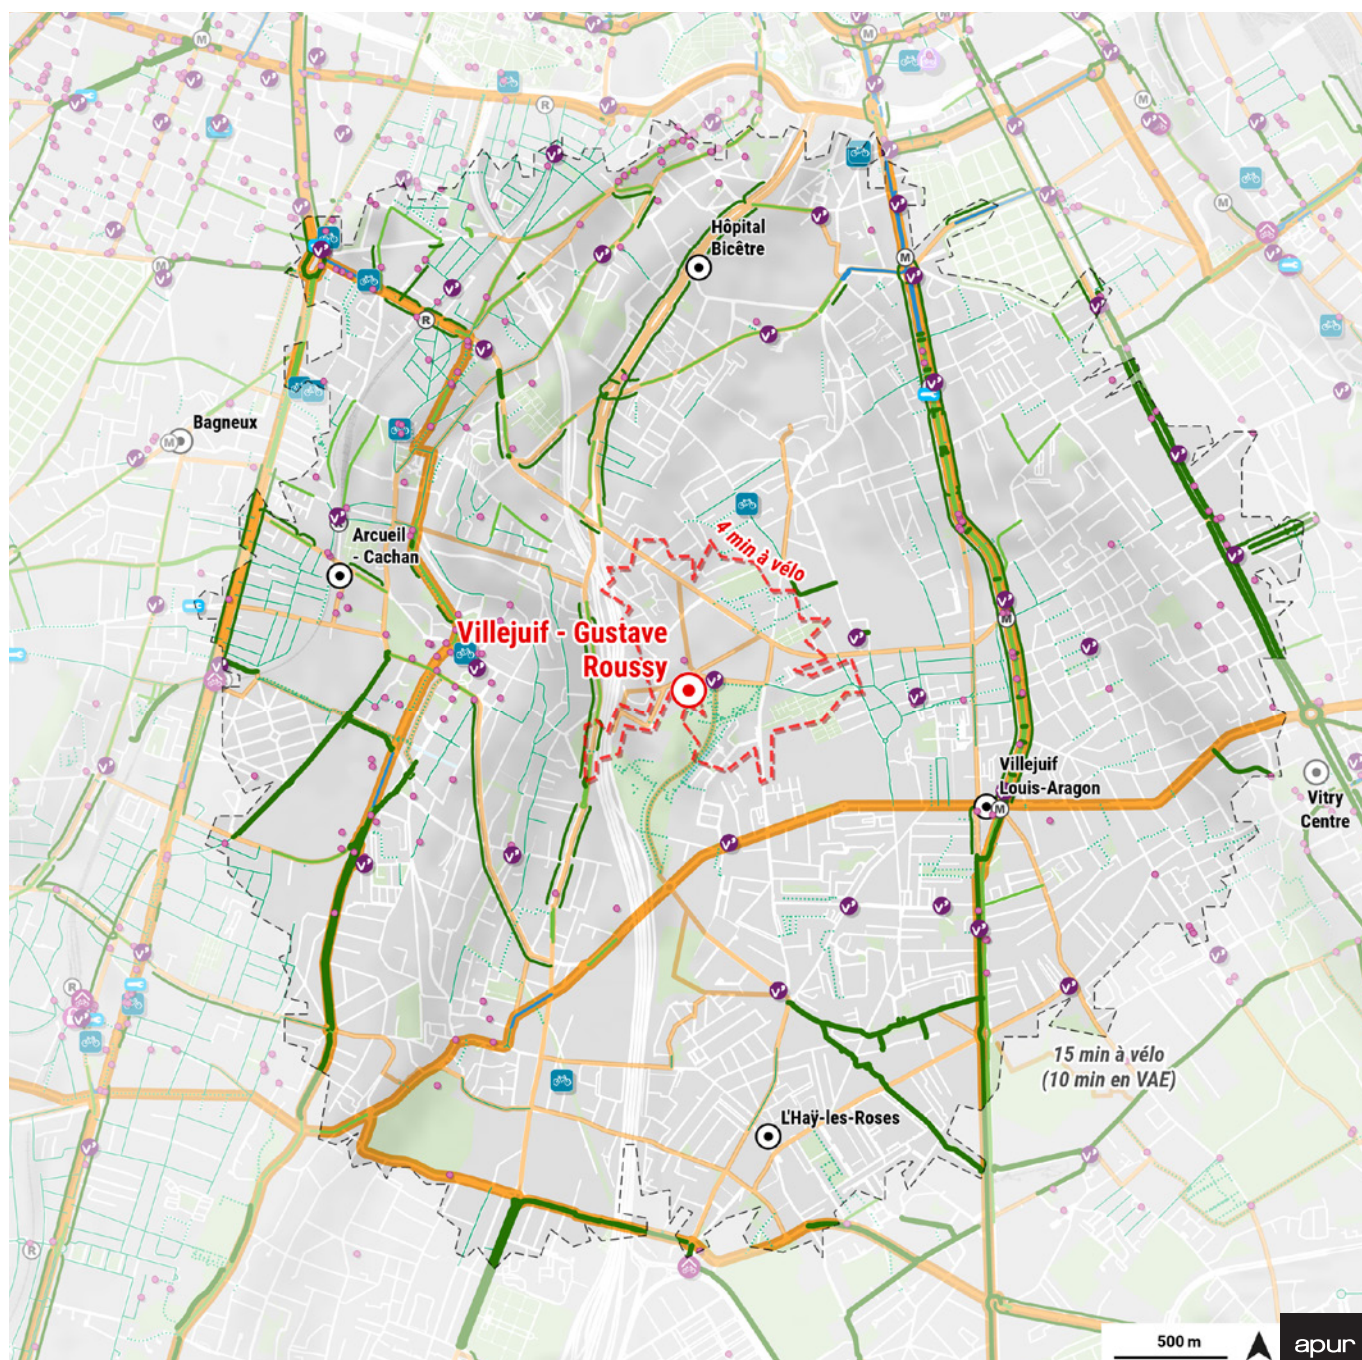 M
R
M
M
Hôpital
Bicêtre
M
M
M
R
Bagneux
M
Arcueil
- Cachan
4 min à vélo
M
Villejuif - Gustave
Roussy
Villejuif
Louis-Aragon
M
Vitry
Centre
R
15 min à vélo
(10 min en VAE)
L'Haÿ-les-Roses
R
500 m
apur